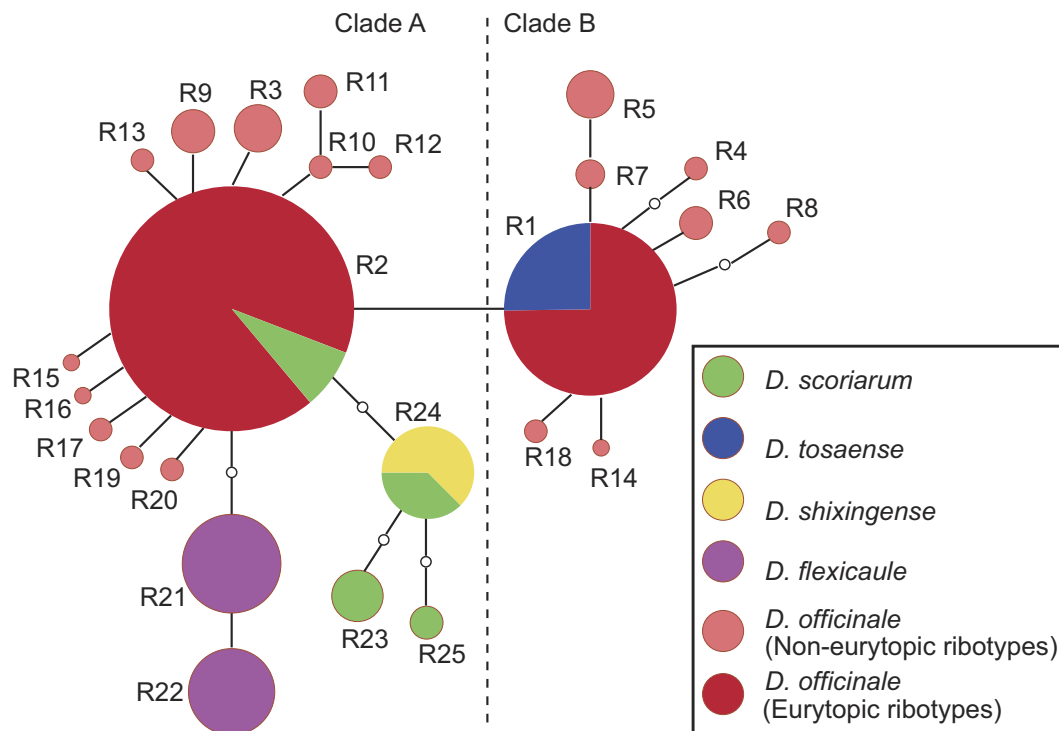 Clade A
Clade B
R11
R9
R3
R13
R10
R12
R5
R4
R7
R6
R8
R1
R2
R15
R16
R17
R19
R20
R24
R18
R14
R21
R23
R25
R22
D. scoriarum
D. tosaense
D. shixingense
D. flexicaule
D. officinale
(Non-eurytopic ribotypes)
D. officinale
(Eurytopic ribotypes)